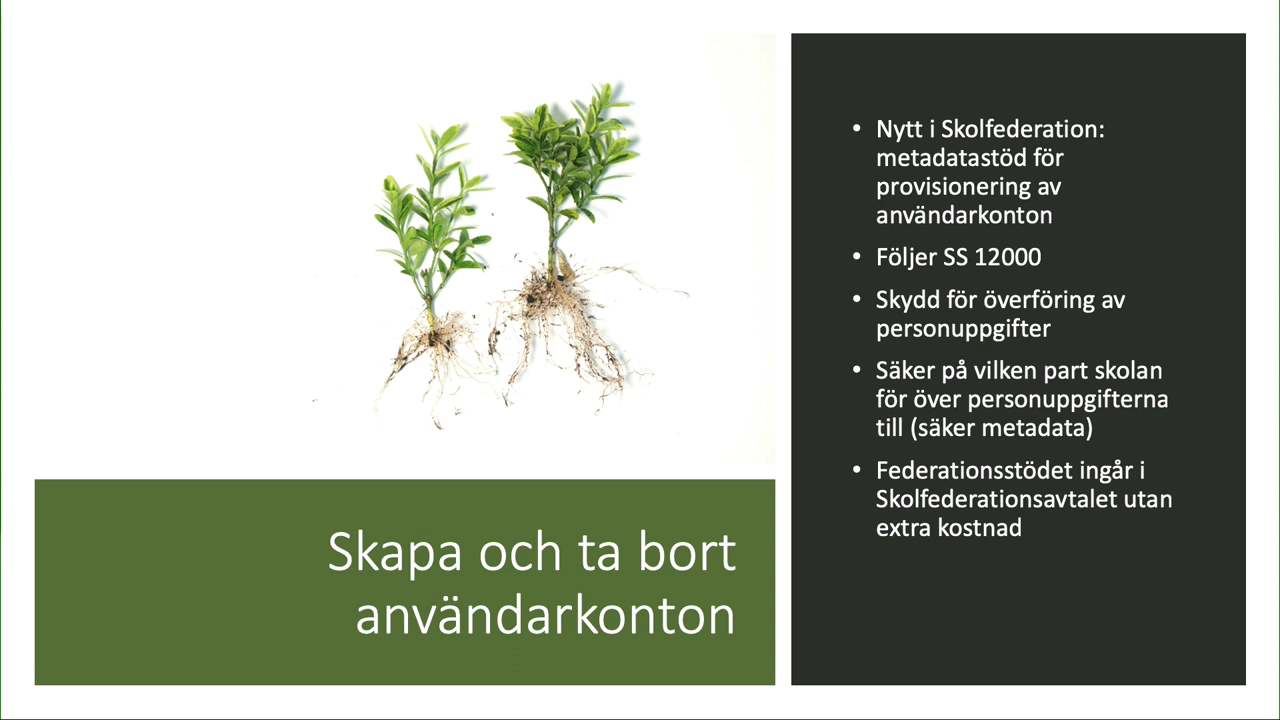 Skapa och ta bort
användarkonton
• Nytt i Skolfederation:
metadatastöd för
provisionering av
användarkonton
• Följer SS 12000
• Skydd för överföring av
personuppgifter
• Säker på vilken part skolan
för över personuppgifterna
till (säker metadata)
• Federationsstödet ingår i
Skolfederationsavtalet utan
extra kostnad